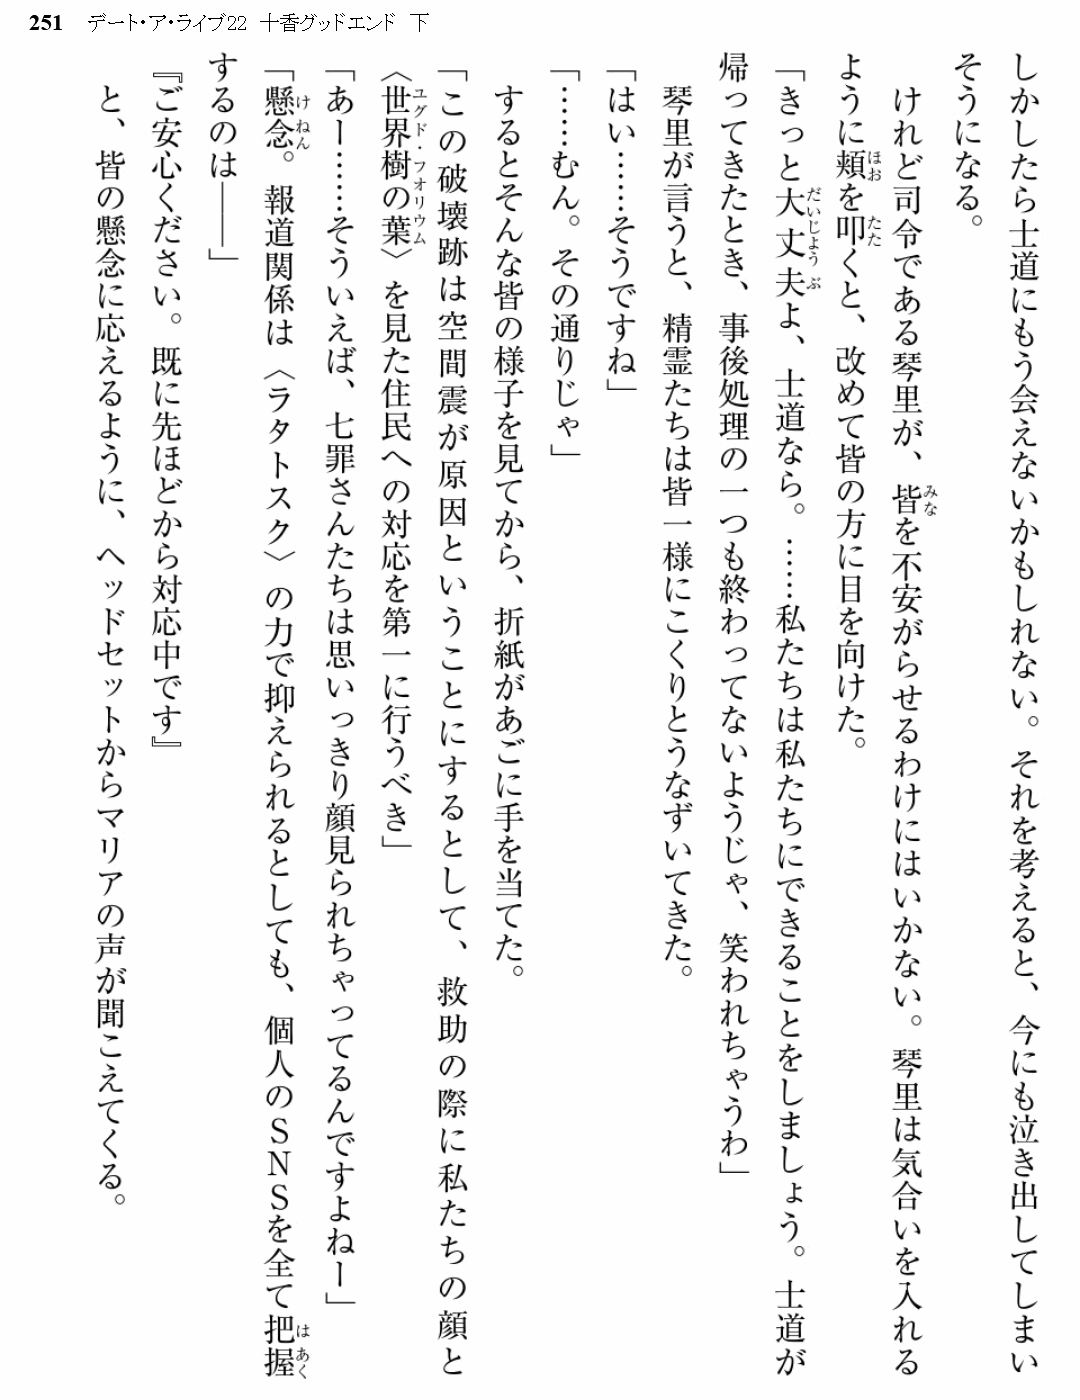 251 デート・ア・ライブ22 十香グッドエンド 下
しかしたら士道にもう会えないかもしれない。それを考えると、今にも泣き出してしまい
そうになる。
けれど司令である琴里が、皆を不安がらせるわけにはいかない。琴里は気合いを入れる
ように頬を叩くと、改めて皆の方に目を向けた。
「きっと大丈夫よ、士道なら。……私たちは私たちにできることをしましょう。士道が
帰ってきたとき、事後処理の一つも終わってないようじゃ、笑われちゃうわ」
琴里が言うと、精霊たちは皆一様にこくりとうなずいてきた。
「はい……そうですね」
「……むん。その通りじゃ」
するとそんな皆の様子を見てから、折紙があごに手を当てた。
「この破壊跡は空間震が原因ということにするとして、救助の際に私たちの顔と
〈世界樹の葉〉を見た住民への対応を第一に行うべき」
「あー……そういえば、七罪さんたちは思いっきり顔見られちゃってるんですよねー」
「懸念。報道関係は〈ラタトスク〉の力で抑えられるとしても、個人のＳＮＳを全て把握
するのは――」
『ご安心ください。既に先ほどから対応中です』
と、皆の懸念に応えるように、ヘッドセットからマリアの声が聞こえてくる。